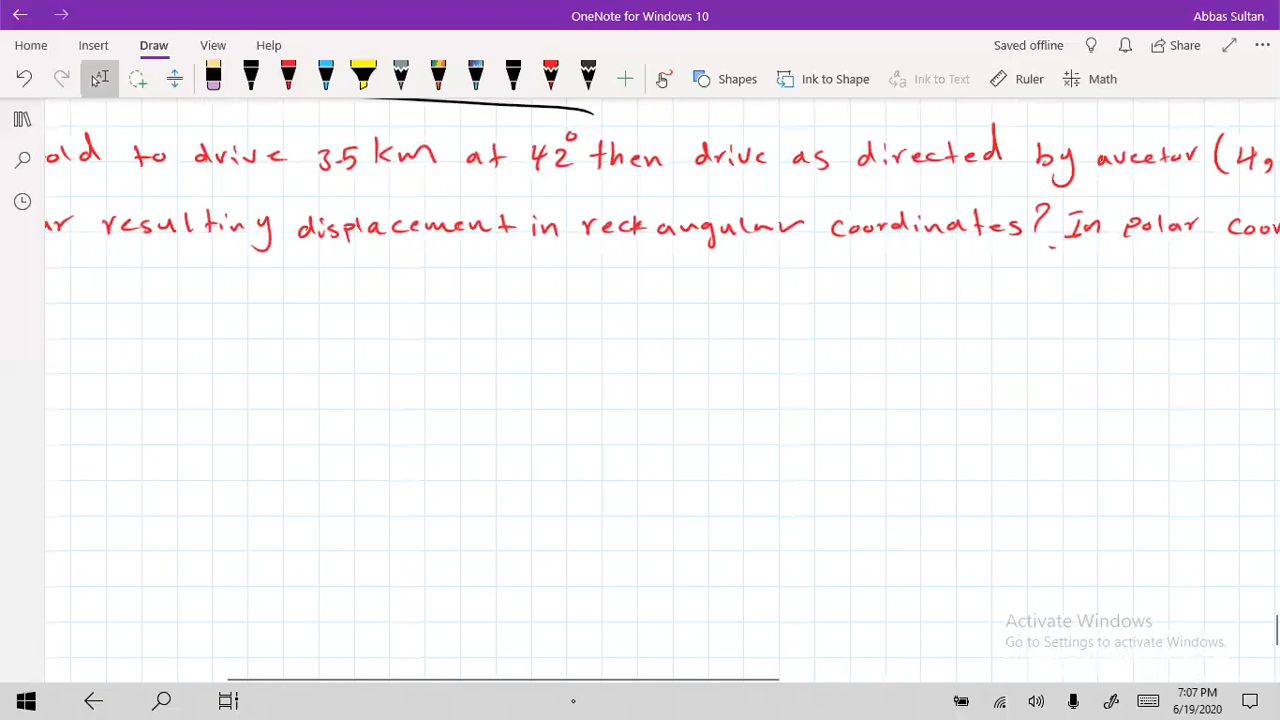 OneNote for Windows 10
Abbas Sultan
Home Insert Draw View Help
Saved offline Share
Shapes Ink to Shape Ink to Text Ruler Math
old to drive 3.5 km at 42° then drive as directed by avcetor (4,
ur resulting displacement in reckangular coordinates? In polar coor
Activate Windows
Go to Settings to activate Windows.
7:07 PM
6/19/2020